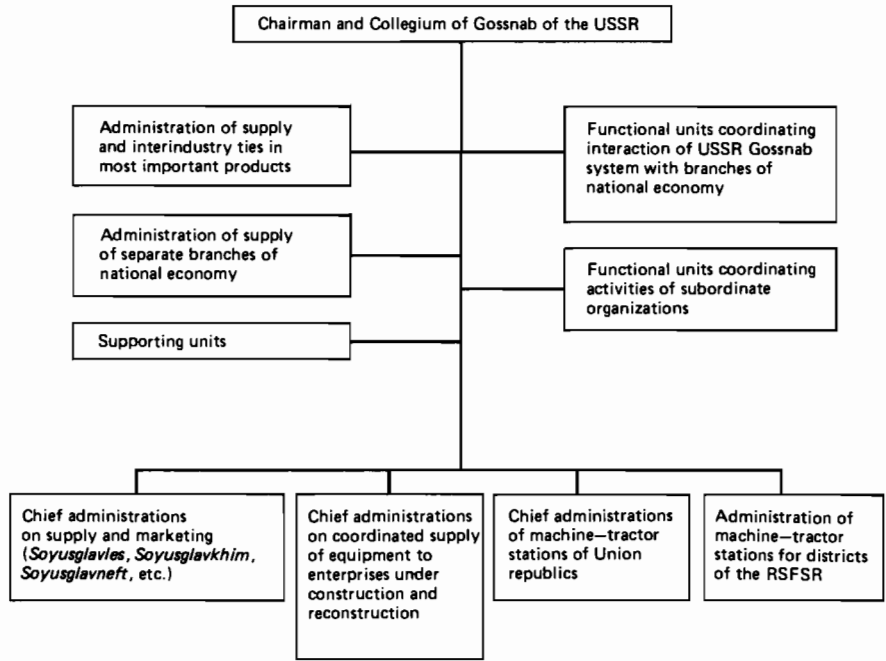 Chairman and Collegium of Gossnab of the USSR
Administration of supply
and interindustry ties in
most important products
Functional units coordinating
interaction of USSR Gossnab
system with branches of
national economy
Administration of supply
of separate branches of
national economy
Functional units coordinating
activities of subordinate
organizations
Supporting units
Chief administrations
on supply and marketing
(Soyusglavles, Soyusglavkhim,
Soyusglavneft, etc.)
Chief administrations
on coordinated supply
of equipment to
enterprises under
construction and
reconstruction
Chief administrations
of machine—tractor
stations of Union
republics
Administration of
machine—tractor
stations for districts
of the RSFSR